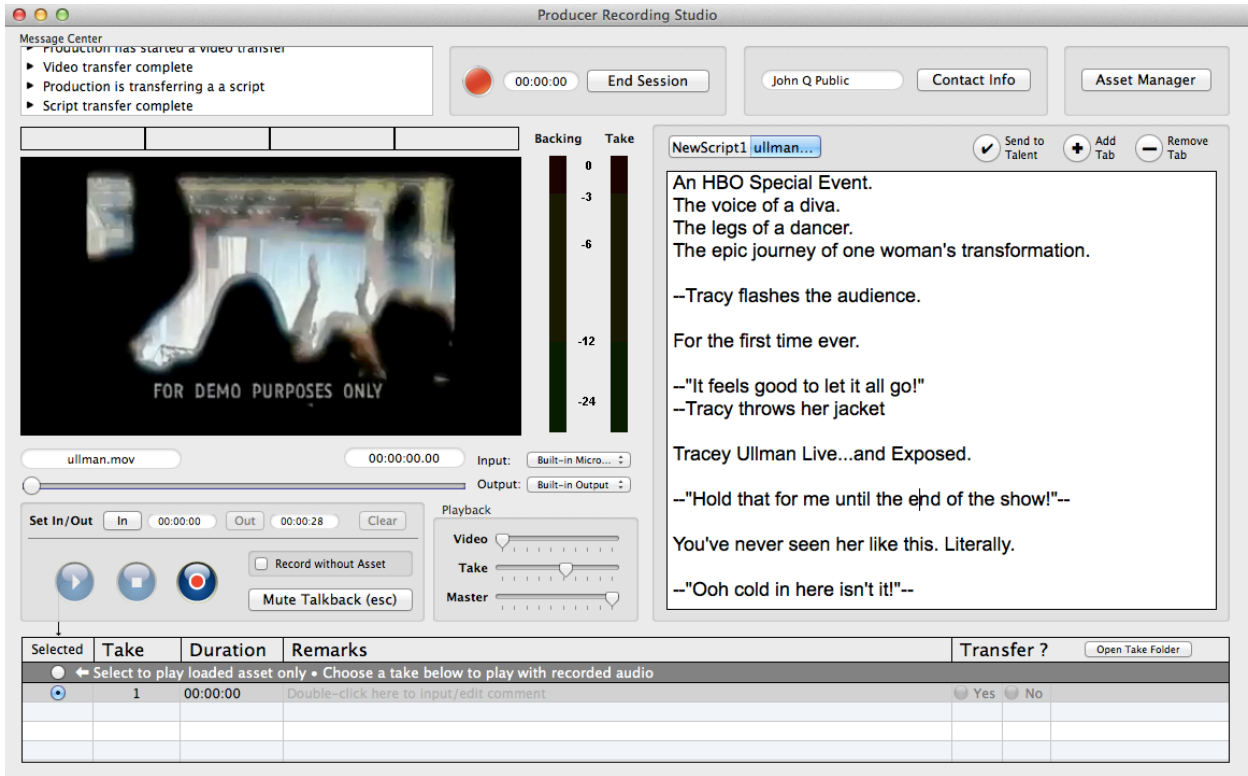 Producer Recording Studio
Message Center
Production has started a video transfer
Video transfer complete
Production is transferring a a script
Script transfer complete
00:00:00
End Session
John Q Public
Contact Info
Asset Manager
Backing Take
0
-3
-6
-12
-24
FOR DEMO PURPOSES ONLY
NewScript1 ullman...
Send to Talent
Add Tab
Remove Tab
An HBO Special Event.
The voice of a diva.
The legs of a dancer.
The epic journey of one woman's transformation.
--Tracy flashes the audience.
For the first time ever.
--"It feels good to let it all go!"
--Tracy throws her jacket
Tracey Ullman Live...and Exposed.
--"Hold that for me until the end of the show!"--
You've never seen her like this. Literally.
--"Ooh cold in here isn't it!"--
ullman.mov
00:00:00.00
Input: Built-in Micro...
Output: Built-in Output
Set In/Out In 00:00:00 Out 00:00:28 Clear
Record without Asset
Mute Talkback (esc)
Playback
Video
Take
Master
Selected Take Duration Remarks Transfer ? Open Take Folder
Select to play loaded asset only • Choose a take below to play with recorded audio
1 00:00:00 Double-click here to input/edit comment Yes No